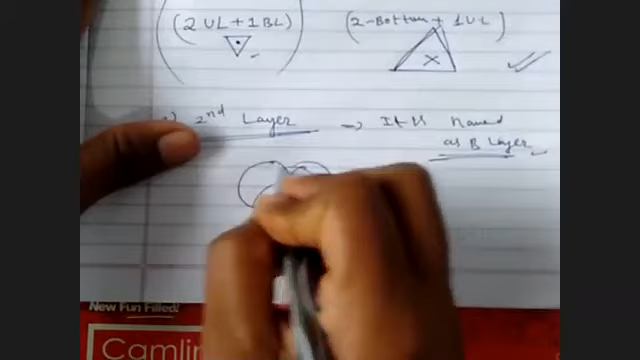 (2 UL + 1 BL) (2-Bottom + 1 UL)
X
2nd Layer → It is named
as B Layer
New Fun Filled!
Camlin